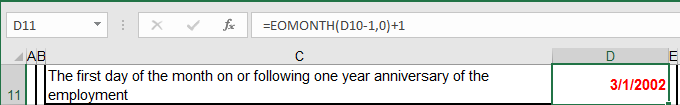 D11 fx =EOMONTH(D10-1,0)+1
A B C D E
The first day of the month on or following one year anniversary of the
11 employment 3/1/2002